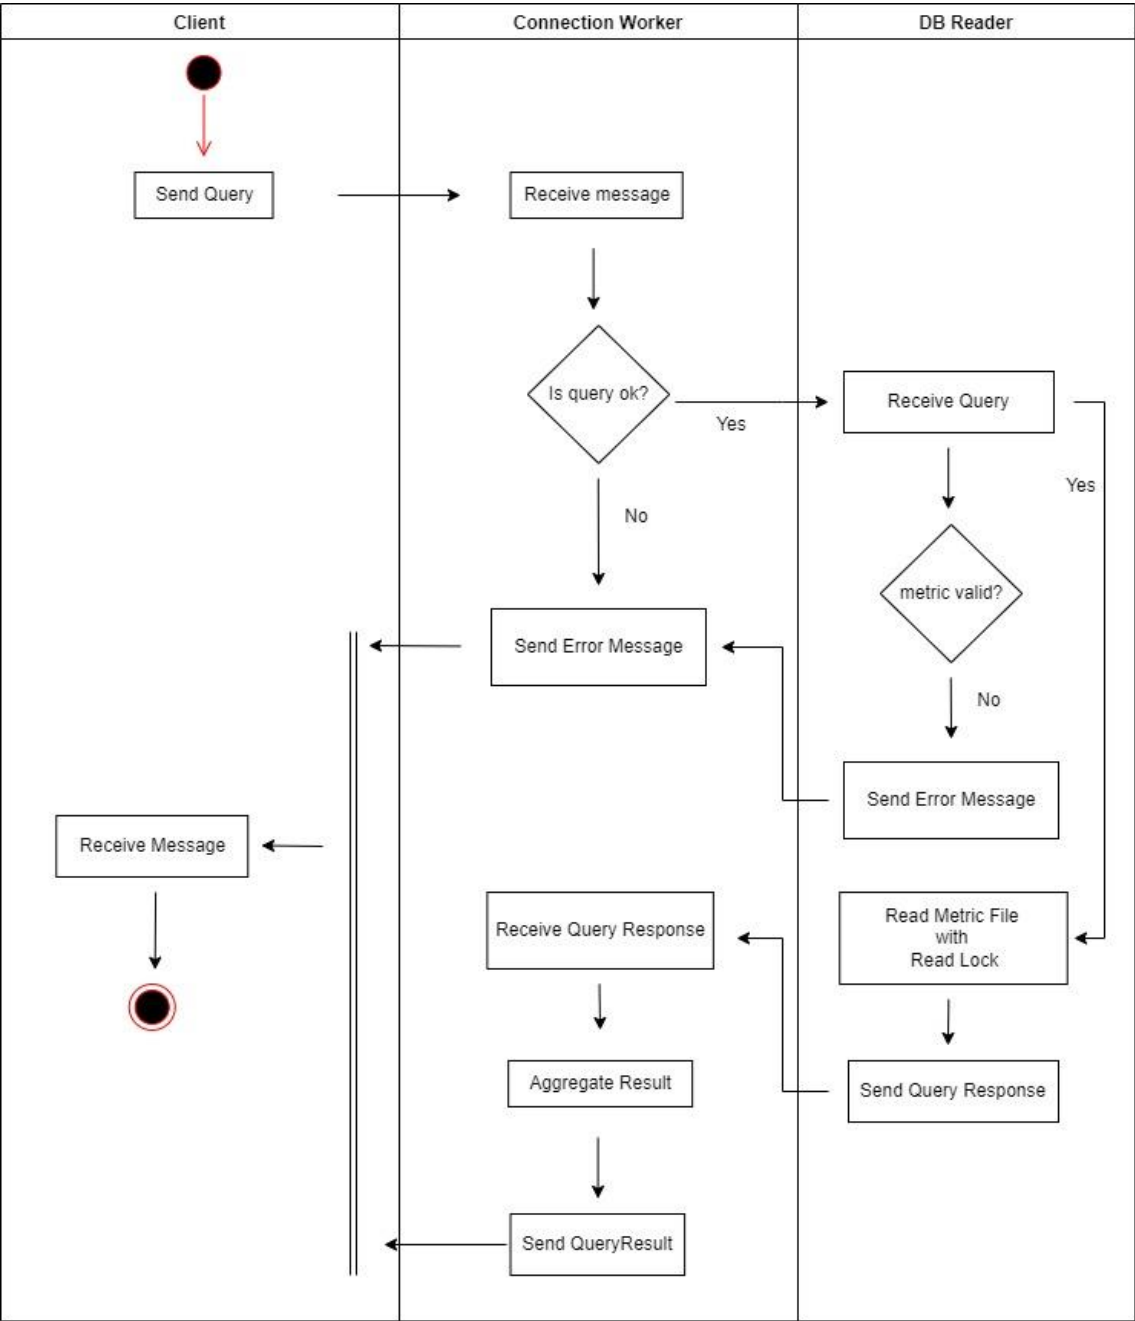 Client
Connection Worker
DB Reader
Send Query
Receive message
Is query ok?
Yes
Receive Query
Yes
No
metric valid?
Send Error Message
No
Send Error Message
Receive Message
Receive Query Response
Read Metric File
with
Read Lock
Aggregate Result
Send Query Response
Send QueryResult